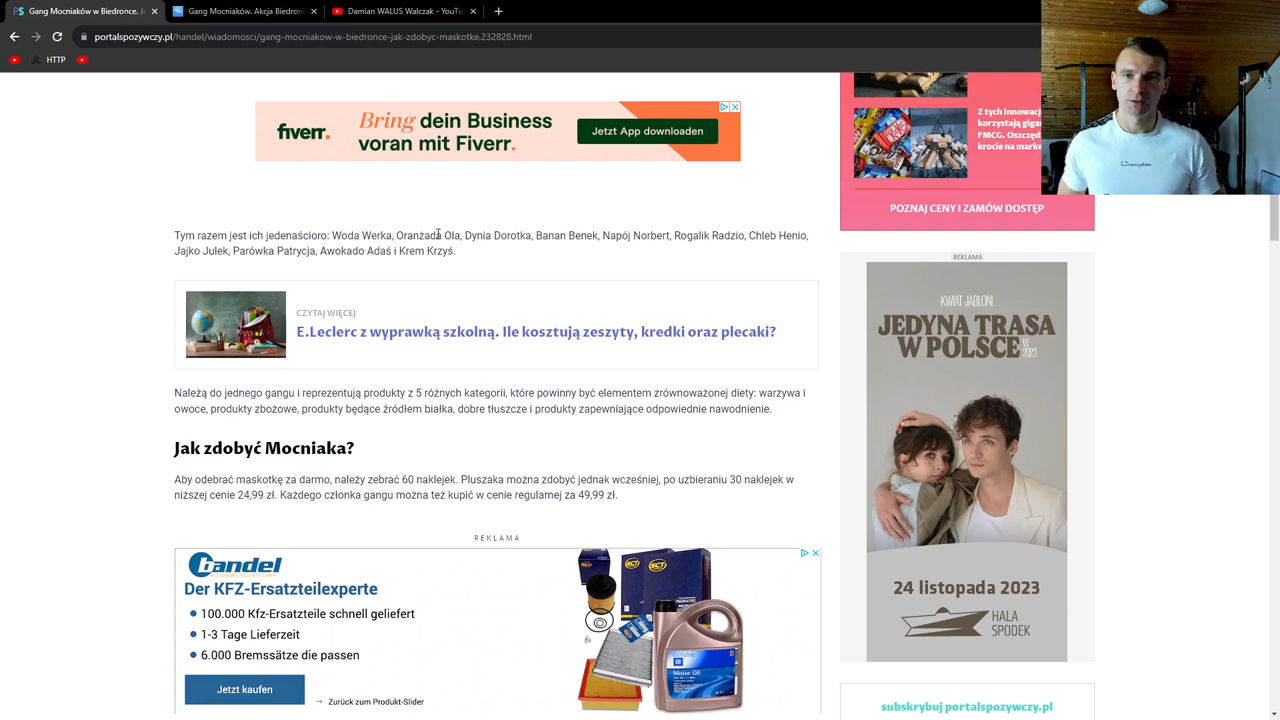 Gang Mocniaków w Biedronce. J
Gang Mocniaków. Akcja Biedronk
Damian WALUS Walczak - YouTu
portalspozywczy.pl/handel/wiadomosci/gang-mocniakow-w-biedronce-jak-zdobyc-maskotke,232828.html
HTTP
fiverr.
Bring dein Business
voran mit Fiverr.
Jetzt App downloaden
Z tych innowacj
korzystają gigan
FMCG. Oszczęd
krocie na marke
POZNAJ CENY I ZAMÓW DOSTĘP
Tym razem jest ich jedenaścioro: Woda Werka, Oranżada Ola, Dynia Dorotka, Banan Benek, Napój Norbert, Rogalik Radzio, Chleb Henio,
Jajko Julek, Parówka Patrycja, Awokado Adaś i Krem Krzyś.
CZYTAJ WIĘCEJ
E.Leclerc z wyprawką szkolną. Ile kosztują zeszyty, kredki oraz plecaki?
Należą do jednego gangu i reprezentują produkty z 5 różnych kategorii, które powinny być elementem zrównoważonej diety: warzywa i
owoce, produkty zbożowe, produkty będące źródłem białka, dobre tłuszcze i produkty zapewniające odpowiednie nawodnienie.
Jak zdobyć Mocniaka?
Aby odebrać maskotkę za darmo, należy zebrać 60 naklejek. Pluszaka można zdobyć jednak wcześniej, po uzbieraniu 30 naklejek w
niższej cenie 24,99 zł. Każdego członka gangu można też kupić w cenie regularnej za 49,99 zł.
REKLAMA
handel
Der KFZ-Ersatzteilexperte
100.000 Kfz-Ersatzteile schnell geliefert
1-3 Tage Lieferzeit
6.000 Bremssätze die passen
Jetzt kaufen
→ Zurück zum Produkt-Slider
SCT
GM
Motor Oil
REKLAMA
KWIAT JABŁONI
JEDYNA TRASA
W POLSCE W 2023
24 listopada 2023
HALA
SPODEK
subskrybuj portalspozywczy.pl
Champion